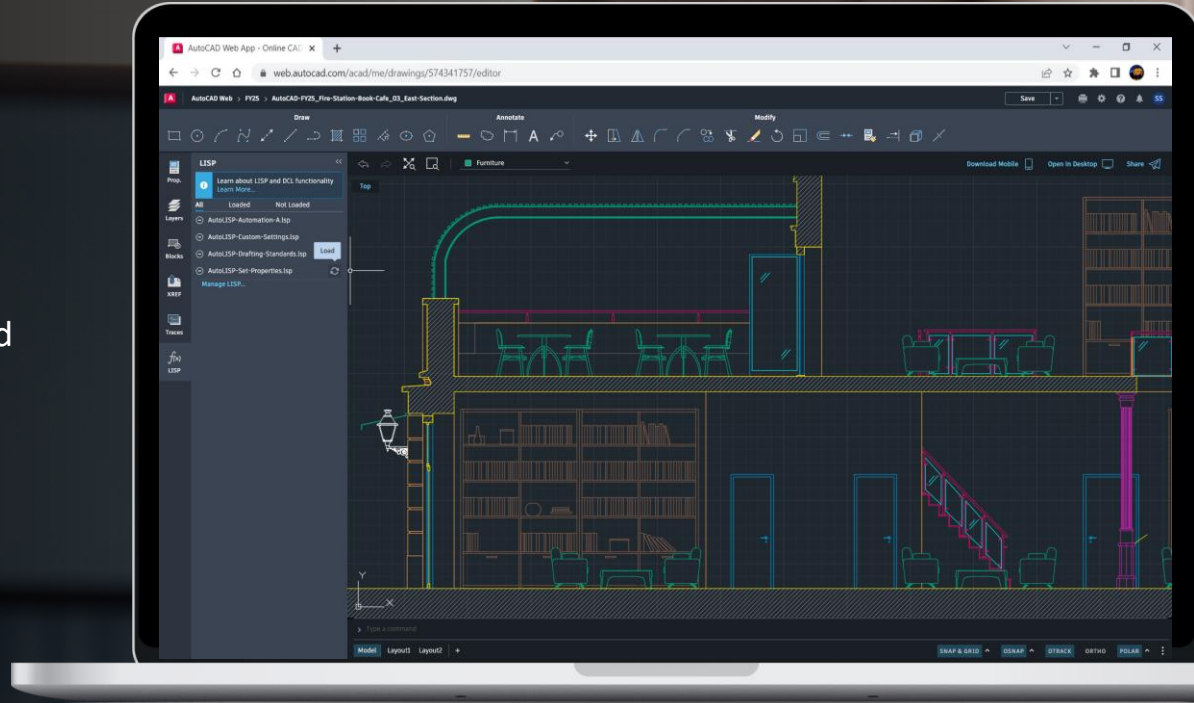 d
AutoCAD Web App - Online CAD
web.autocad.com/acad/me/drawings/574341757/editor
AutoCAD Web > FY25 > AutoCAD-FY25_Fire-Station-Book-Cafe_03_East-Section.dwg
Save
SS
Draw
Annotate
Modify
A
Prop.
Layers
Blocks
XREF
Traces
f(x)
LISP
LISP
Learn about LISP and DCL functionality
Learn More...
All Loaded Not Loaded
AutoLISP-Automation-A.lsp
AutoLISP-Custom-Settings.lsp
AutoLISP-Drafting-Standards.lsp
Load
AutoLISP-Set-Properties.lsp
Manage LISP...
Furniture
Download Mobile
Open in Desktop
Share
Top
Y
X
> Type a command
Model Layout1 Layout2 +
SNAP & GRID OSNAP OTRACK ORTHO POLAR